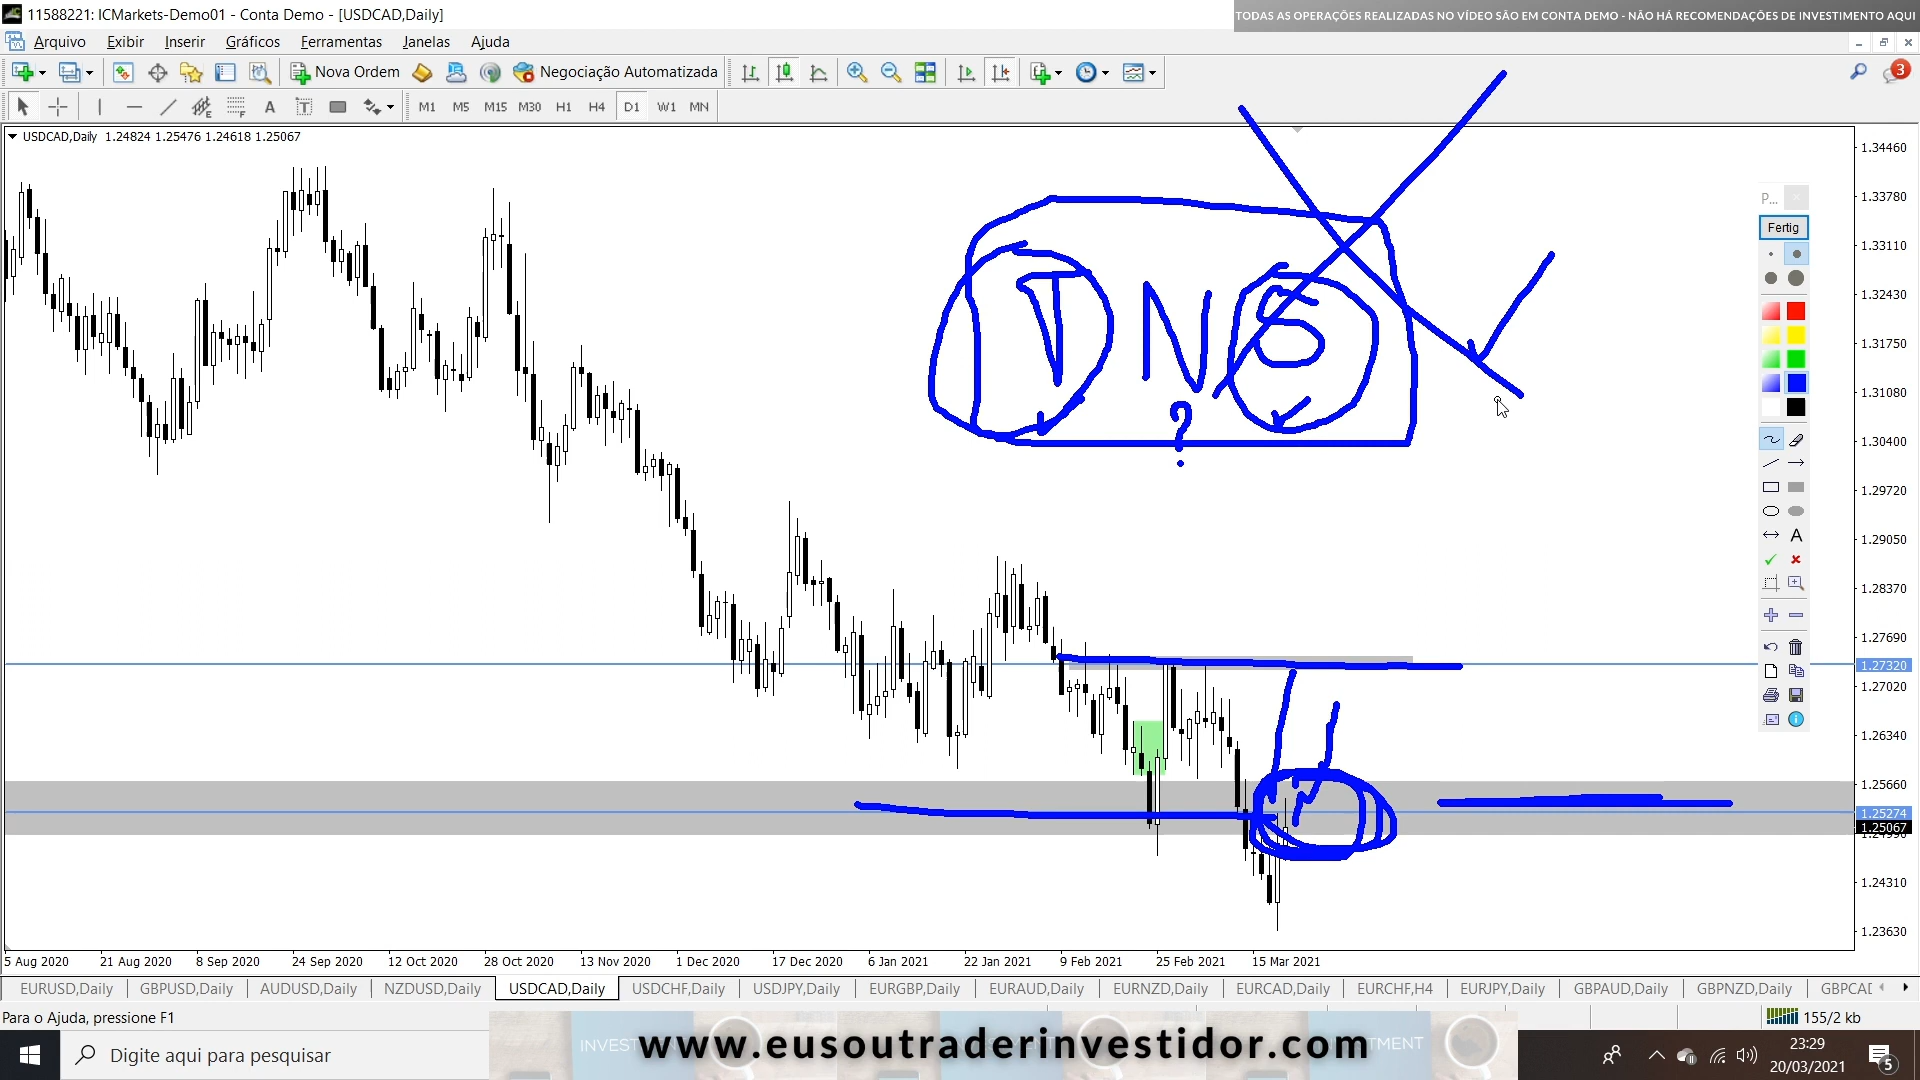 11588221: ICMarkets-Demo01 - Conta Demo - [USDCAD,Daily]
TODAS AS OPERAÇÕES REALIZADAS NO VÍDEO SÃO EM CONTA DEMO - NÃO HÁ RECOMENDAÇÕES DE INVESTIMENTO AQUI
Arquivo Exibir Inserir Gráficos Ferramentas Janelas Ajuda
Nova Ordem Negociação Automatizada 3
A T M1 M5 M15 M30 H1 H4 D1 W1 MN
USDCAD,Daily 1.24824 1.25476 1.24618 1.25067
1.34460
1.33780
1.33110
1.32430
1.31750
1.31080
1.30400
1.29720
1.29050
1.28370
1.27690
1.27320
1.27020
1.26340
1.25660
1.25274
1.25067
1.24310
1.23630
P...
Fertig
A
T N S
?
5 Aug 2020 21 Aug 2020 8 Sep 2020 24 Sep 2020 12 Oct 2020 28 Oct 2020 13 Nov 2020 1 Dec 2020 17 Dec 2020 6 Jan 2021 22 Jan 2021 9 Feb 2021 25 Feb 2021 15 Mar 2021
EURUSD,Daily GBPUSD,Daily AUDUSD,Daily NZDUSD,Daily USDCAD,Daily USDCHF,Daily USDJPY,Daily EURGBP,Daily EURAUD,Daily EURNZD,Daily EURCAD,Daily EURCHF,H4 EURJPY,Daily GBPAUD,Daily GBPNZD,Daily GBPCAD
Para o Ajuda, pressione F1
155/2 kb
www.eusoutraderinvestidor.com
Digite aqui para pesquisar
23:29
20/03/2021
5